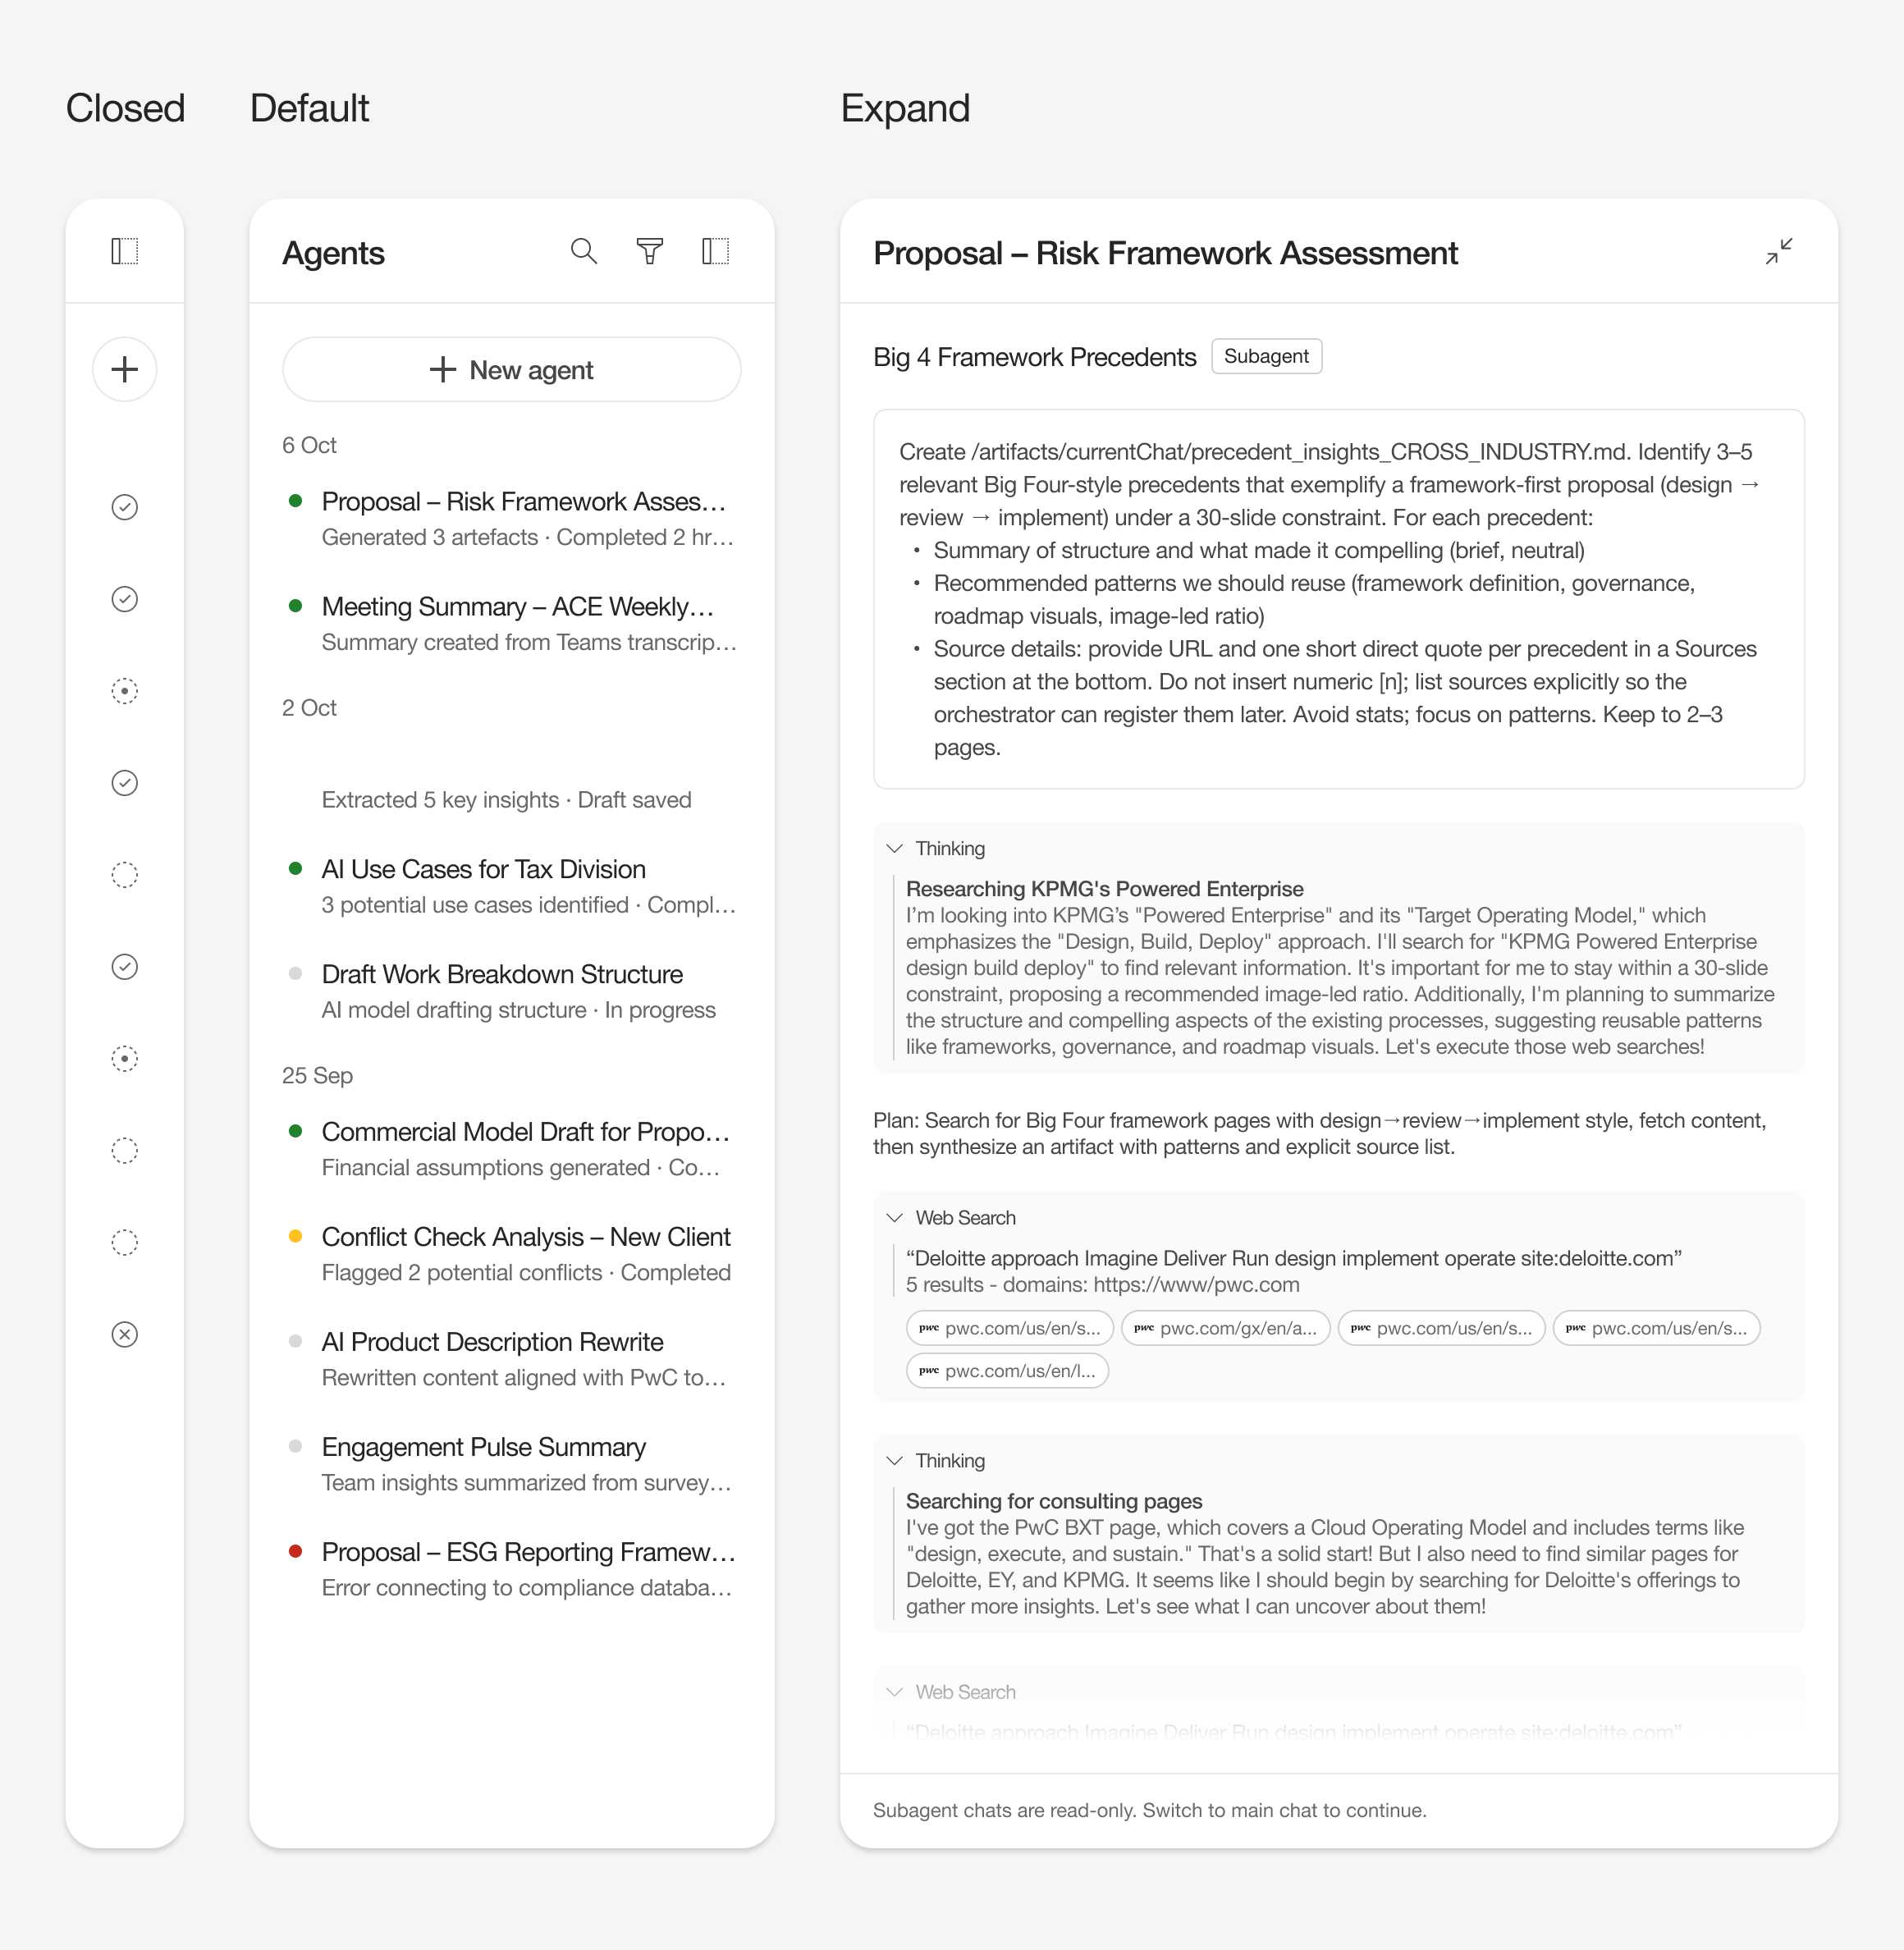 Closed
Default
Expand
Agents
New agent
6 Oct
Proposal – Risk Framework Asses…
Generated 3 artefacts · Completed 2 hr…
Meeting Summary – ACE Weekly…
Summary created from Teams transcrip…
2 Oct
Extracted 5 key insights · Draft saved
AI Use Cases for Tax Division
3 potential use cases identified · Compl…
Draft Work Breakdown Structure
AI model drafting structure · In progress
25 Sep
Commercial Model Draft for Propo…
Financial assumptions generated · Co…
Conflict Check Analysis – New Client
Flagged 2 potential conflicts · Completed
AI Product Description Rewrite
Rewritten content aligned with PwC to…
Engagement Pulse Summary
Team insights summarized from survey…
Proposal – ESG Reporting Framew…
Error connecting to compliance databa…
Proposal – Risk Framework Assessment
Big 4 Framework Precedents
Subagent
Create /artifacts/currentChat/precedent_insights_CROSS_INDUSTRY.md. Identify 3–5
relevant Big Four-style precedents that exemplify a framework-first proposal (design →
review → implement) under a 30-slide constraint. For each precedent:
• Summary of structure and what made it compelling (brief, neutral)
• Recommended patterns we should reuse (framework definition, governance,
roadmap visuals, image-led ratio)
• Source details: provide URL and one short direct quote per precedent in a Sources
section at the bottom. Do not insert numeric [n]; list sources explicitly so the
orchestrator can register them later. Avoid stats; focus on patterns. Keep to 2–3
pages.
Thinking
Researching KPMG's Powered Enterprise
I’m looking into KPMG’s "Powered Enterprise" and its "Target Operating Model," which
emphasizes the "Design, Build, Deploy" approach. I'll search for "KPMG Powered Enterprise
design build deploy" to find relevant information. It's important for me to stay within a 30-slide
constraint, proposing a recommended image-led ratio. Additionally, I'm planning to summarize
the structure and compelling aspects of the existing processes, suggesting reusable patterns
like frameworks, governance, and roadmap visuals. Let's execute those web searches!
Plan: Search for Big Four framework pages with design→review→implement style, fetch content,
then synthesize an artifact with patterns and explicit source list.
Web Search
“Deloitte approach Imagine Deliver Run design implement operate site:deloitte.com”
5 results - domains: https://www/pwc.com
pwc pwc.com/us/en/s...
pwc pwc.com/gx/en/a...
pwc pwc.com/us/en/s...
pwc pwc.com/us/en/s...
pwc pwc.com/us/en/l...
Thinking
Searching for consulting pages
I've got the PwC BXT page, which covers a Cloud Operating Model and includes terms like
"design, execute, and sustain." That's a solid start! But I also need to find similar pages for
Deloitte, EY, and KPMG. It seems like I should begin by searching for Deloitte's offerings to
gather more insights. Let's see what I can uncover about them!
Web Search
“Deloitte approach Imagine Deliver Run design implement operate site:deloitte.com”
Subagent chats are read-only. Switch to main chat to continue.